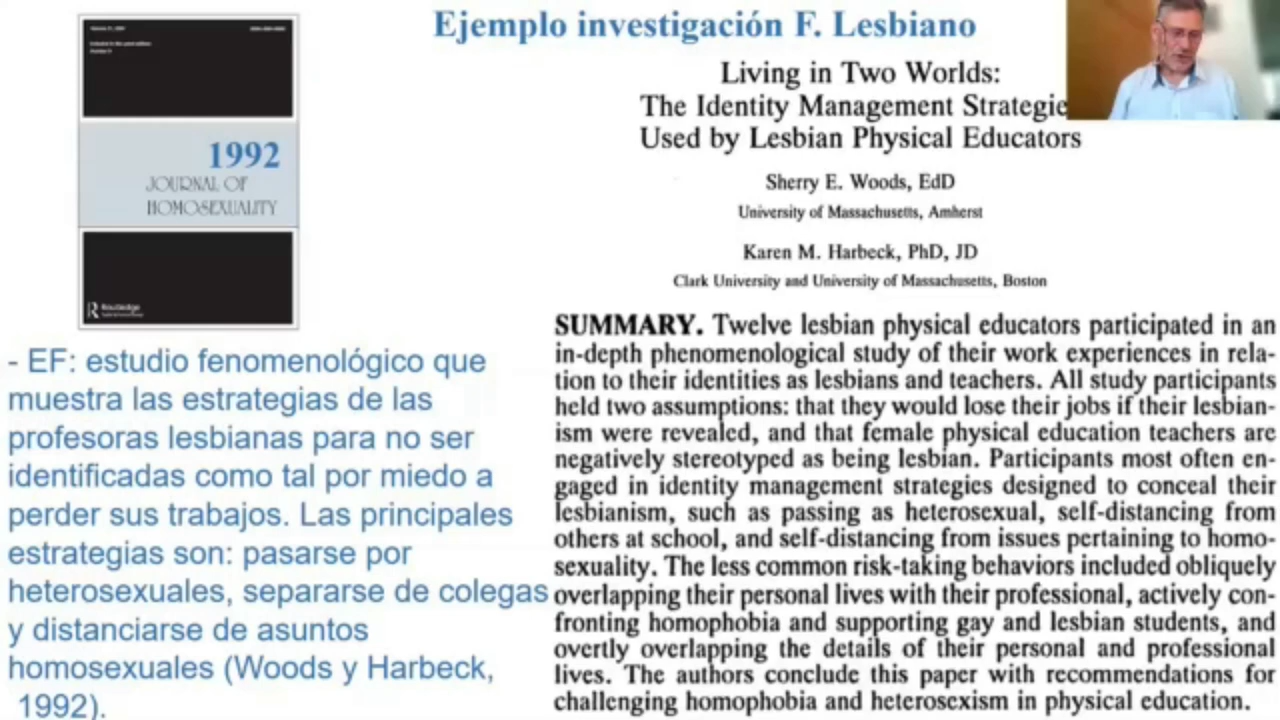 Ejemplo investigación F. Lesbiano
1992
JOURNAL OF
HOMOSEXUALITY
Routledge
- EF: estudio fenomenológico que
muestra las estrategias de las
profesoras lesbianas para no ser
identificadas como tal por miedo a
perder sus trabajos. Las principales
estrategias son: pasarse por
heterosexuales, separarse de colegas
y distanciarse de asuntos
homosexuales (Woods y Harbeck,
1992).
Living in Two Worlds:
The Identity Management Strategie
Used by Lesbian Physical Educators
Sherry E. Woods, EdD
University of Massachusetts, Amherst
Karen M. Harbeck, PhD, JD
Clark University and University of Massachusetts, Boston
SUMMARY. Twelve lesbian physical educators participated in an
in-depth phenomenological study of their work experiences in rela-
tion to their identities as lesbians and teachers. All study participants
held two assumptions: that they would lose their jobs if their lesbian-
ism were revealed, and that female physical education teachers are
negatively stereotyped as being lesbian. Participants most often en-
gaged in identity management strategies designed to conceal their
lesbianism, such as passing as heterosexual, self-distancing from
others at school, and self-distancing from issues pertaining to homo-
sexuality. The less common risk-taking behaviors included obliquely
overlapping their personal lives with their professional, actively con-
fronting homophobia and supporting gay and lesbian students, and
overtly overlapping the details of their personal and professional
lives. The authors conclude this paper with recommendations for
challenging homophobia and heterosexism in physical education.